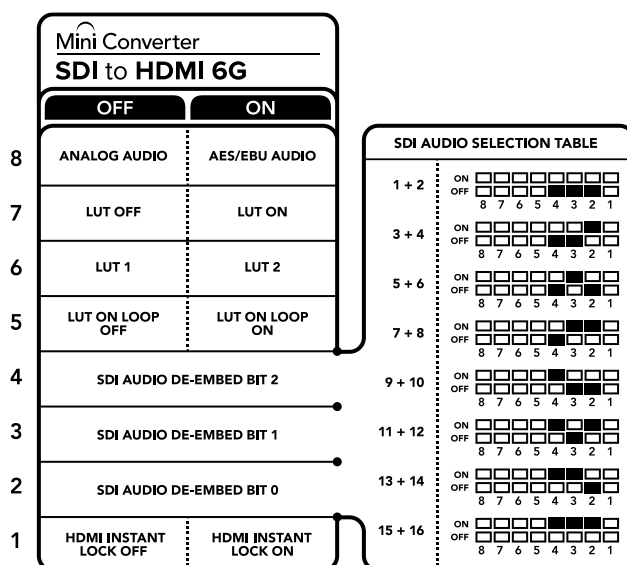 Mini Converter
SDI to HDMI 6G
OFF ON
8 ANALOG AUDIO AES/EBU AUDIO
7 LUT OFF LUT ON
6 LUT 1 LUT 2
5 LUT ON LOOP OFF LUT ON LOOP ON
4 SDI AUDIO DE-EMBED BIT 2
3 SDI AUDIO DE-EMBED BIT 1
2 SDI AUDIO DE-EMBED BIT 0
1 HDMI INSTANT LOCK OFF HDMI INSTANT LOCK ON
SDI AUDIO SELECTION TABLE
1 + 2
ON
OFF
8 7 6 5 4 3 2 1
3 + 4
ON
OFF
8 7 6 5 4 3 2 1
5 + 6
ON
OFF
8 7 6 5 4 3 2 1
7 + 8
ON
OFF
8 7 6 5 4 3 2 1
9 + 10
ON
OFF
8 7 6 5 4 3 2 1
11 + 12
ON
OFF
8 7 6 5 4 3 2 1
13 + 14
ON
OFF
8 7 6 5 4 3 2 1
15 + 16
ON
OFF
8 7 6 5 4 3 2 1